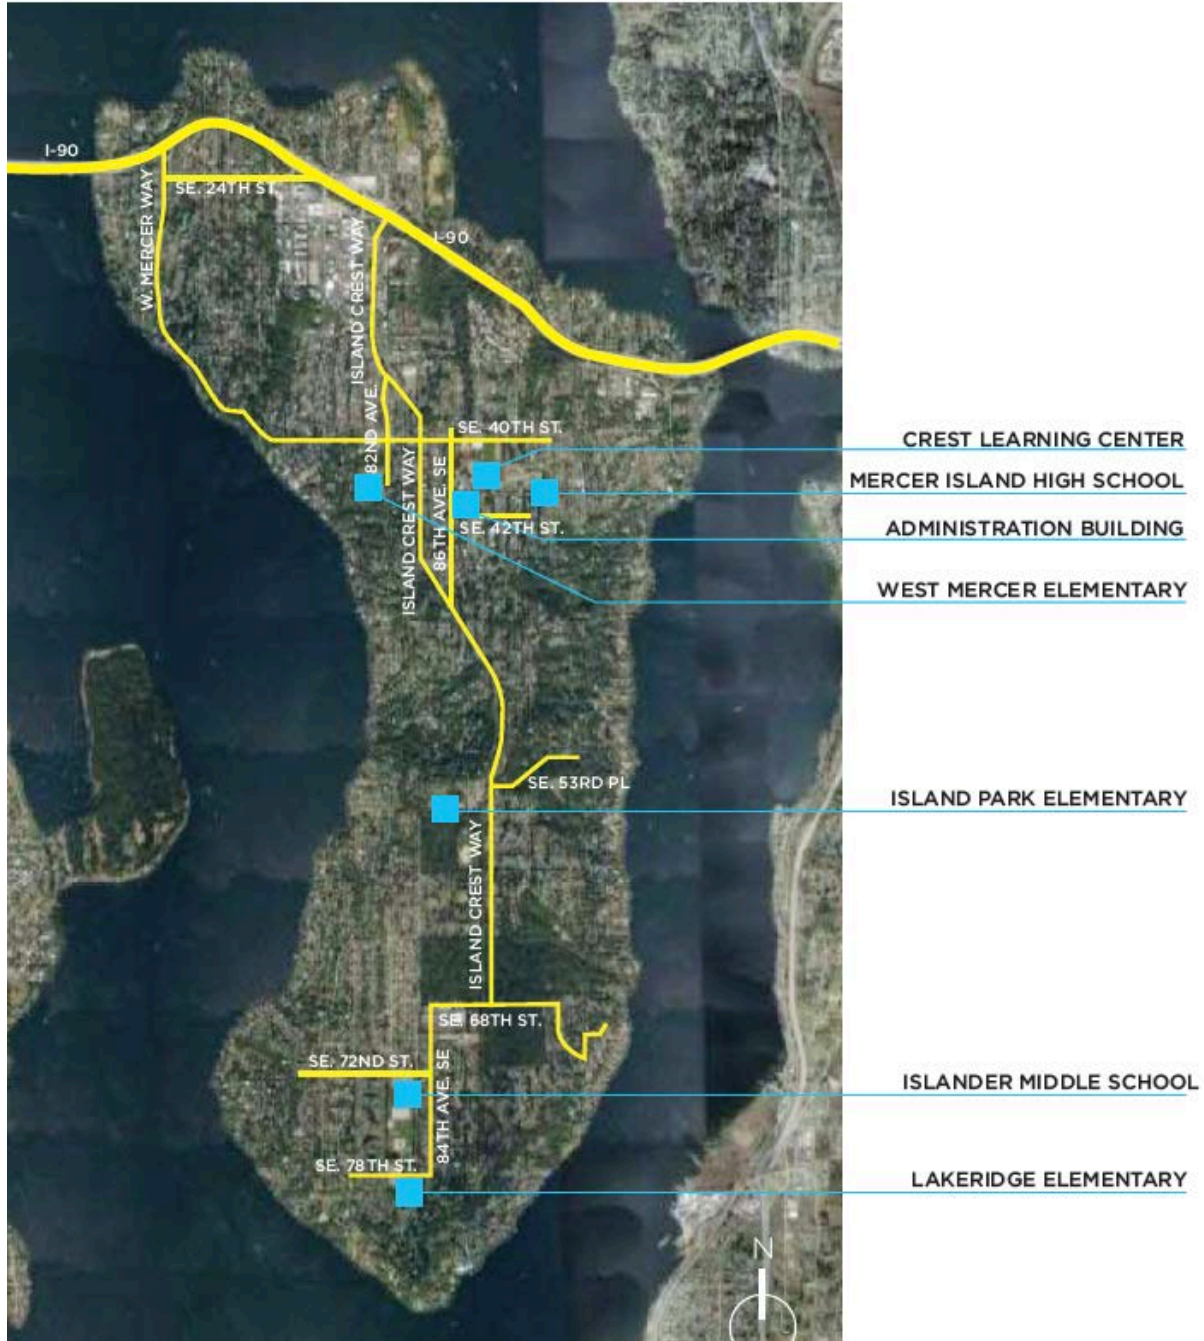 I-90
SE. 24TH ST.
W. MERCER WAY
ISLAND CREST WAY
I-90
82ND AVE.
SE. 40TH ST.
CREST LEARNING CENTER
ISLAND CREST WAY
86TH AVE. SE
MERCER ISLAND HIGH SCHOOL
SE. 42TH ST.
ADMINISTRATION BUILDING
WEST MERCER ELEMENTARY
SE. 53RD PL
ISLAND PARK ELEMENTARY
ISLAND CREST WAY
SE. 68TH ST.
SE. 72ND ST.
84TH AVE. SE
ISLANDER MIDDLE SCHOOL
SE. 78TH ST.
LAKERIDGE ELEMENTARY
N